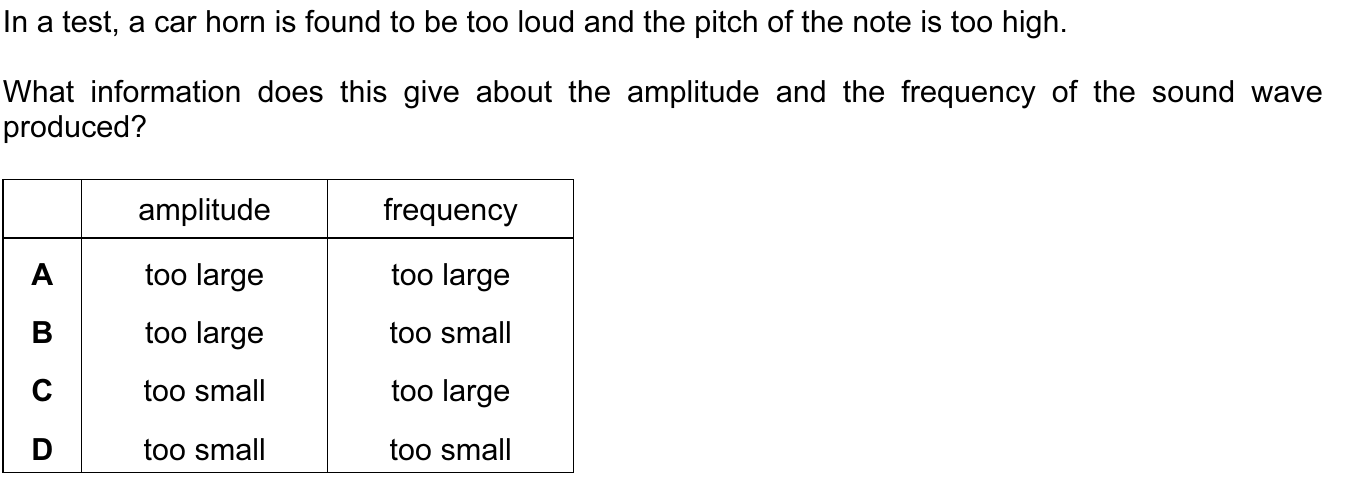 In a test, a car horn is found to be too loud and the pitch of the note is too high.
What information does this give about the amplitude and the frequency of the sound wave
produced?
amplitude frequency
A too large too large
B too large too small
C too small too large
D too small too small